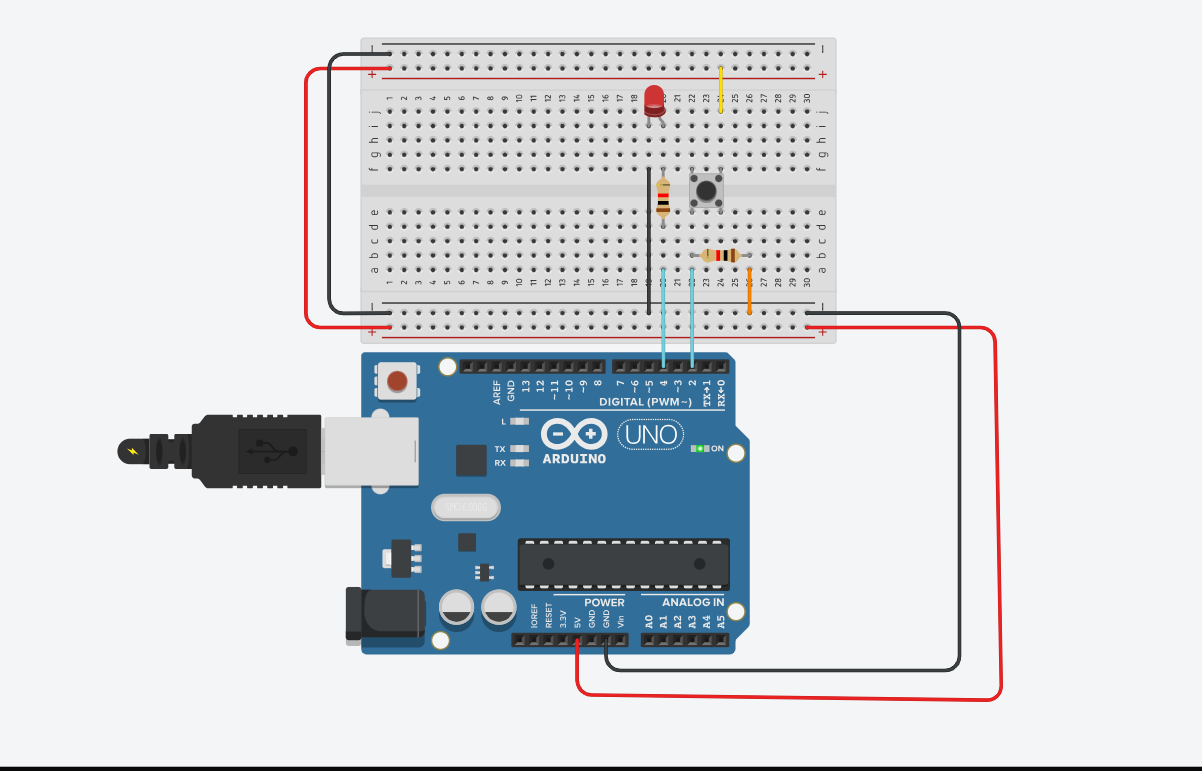 − −
+ +
1 2 3 4 5 6 7 8 9 10 11 12 13 14 15 16 17 18 20 21 22 23 24 25 26 27 28 29 30
j j
i i
h h
g g
f f
e e
d d
c c
b b
a a
1 2 3 4 5 6 7 8 9 10 11 12 13 14 15 16 17 18 20 21 22 23 24 25 26 27 28 29 30
− −
+ +
AREF GND 13 12 ~11 ~10 ~9 8 7 ~6 ~5 4 ~3 2 TX→1 RX←0
DIGITAL (PWM~)
L
TX
RX
UNO
ON
ARDUINO
POWER ANALOG IN
IOREF RESET 3.3V 5V GND GND Vin A0 A1 A2 A3 A4 A5